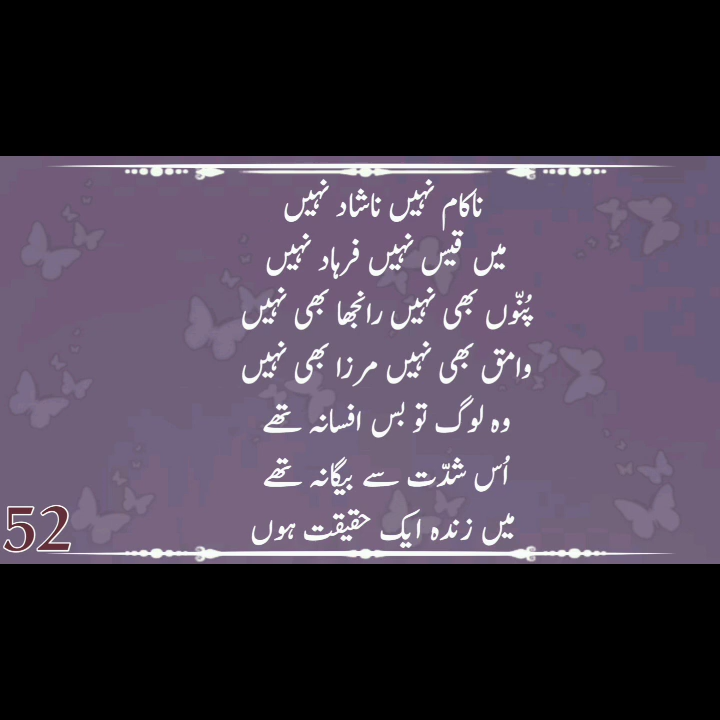 ناکام نہیں ناشاد نہیں
میں قیس نہیں فرہاد نہیں
پُنّوں بھی نہیں رانجھا بھی نہیں
وامق بھی نہیں مرزا بھی نہیں
وہ لوگ تو بس افسانہ تھے
اُس شدّت سے بیگانہ تھے
میں زندہ ایک حقیقت ہوں
52